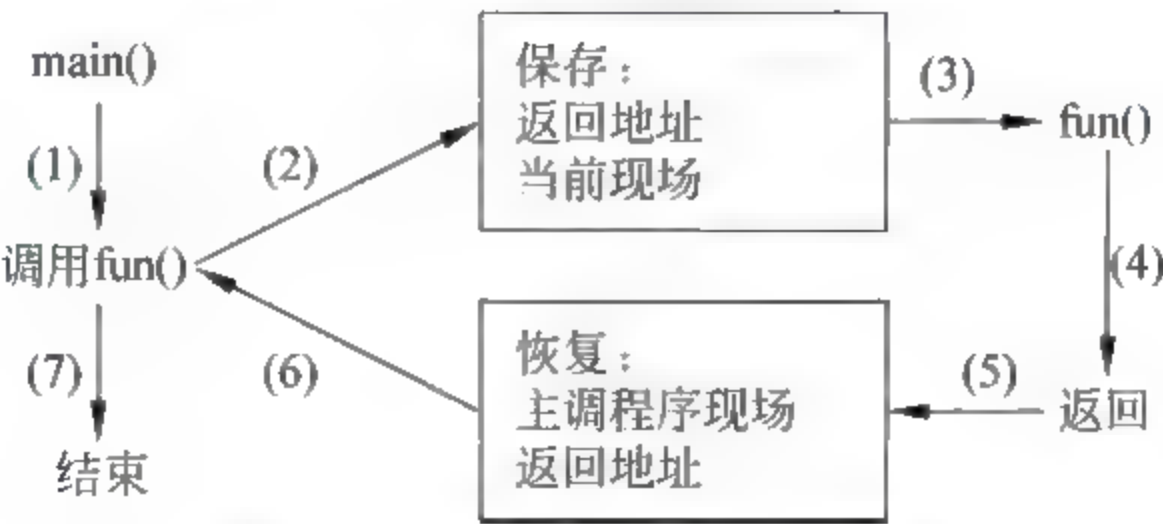 main()
(1)
调用fun()
(2)
保存：
返回地址
当前现场
(3)
fun()
(4)
返回
(5)
恢复：
主调程序现场
返回地址
(6)
(7)
结束